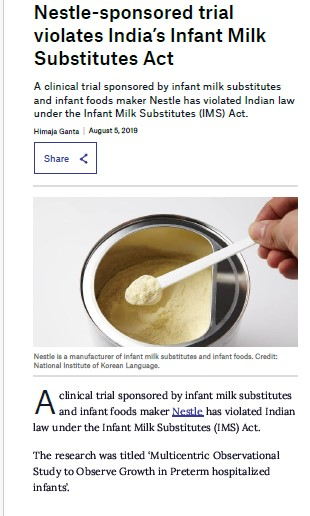 Nestle-sponsored trial
violates India's Infant Milk
Substitutes Act
A clinical trial sponsored by infant milk substitutes
and infant foods maker Nestle has violated Indian law
under the Infant Milk Substitutes (IMS) Act.
Himaja Ganta | August 5, 2019
Share
Nestle is a manufacturer of infant milk substitutes and infant foods. Credit:
National Institute of Korean Language.
A clinical trial sponsored by infant milk substitutes
and infant foods maker Nestle has violated Indian
law under the Infant Milk Substitutes (IMS) Act.
The research was titled ‘Multicentric Observational
Study to Observe Growth in Preterm hospitalized
infants’.